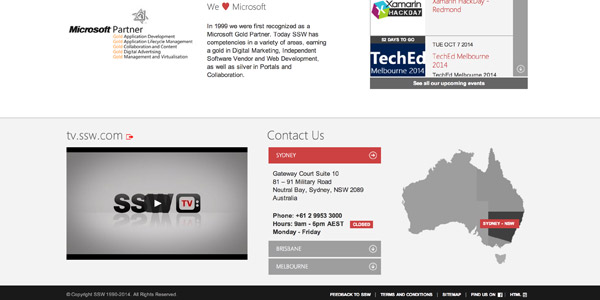 Microsoft Partner
Gold Application Development
Gold Application Lifecycle Management
Gold Collaboration and Content
Gold Digital Advertising
Gold Management and Virtualisation
We ♥ Microsoft
In 1999 we were first recognized as a
Microsoft Gold Partner. Today SSW has
competencies in a variety of areas, earning
a gold in Digital Marketing, Independent
Software Vendor and Web Development,
as well as silver in Portals and
Collaboration.
Xamarin
HACKDAY
Xamarin HackDay -
Redmond
52 DAYS TO GO
TechEd
Melbourne 2014
TUE OCT 7 2014
TechEd Melbourne
2014
See all our upcoming events
tv.ssw.com
SSW TV
Contact Us
SYDNEY
Gateway Court Suite 10
81 – 91 Military Road
Neutral Bay, Sydney, NSW 2089
Australia
Phone: +61 2 9953 3000
Hours: 9am - 6pm AEST
CLOSED
Monday - Friday
BRISBANE
MELBOURNE
SYDNEY - NSW
© Copyright SSW 1990-2014. All Rights Reserved.
FEEDBACK TO SSW | TERMS AND CONDITIONS | SITEMAP | FIND US ON | HTML